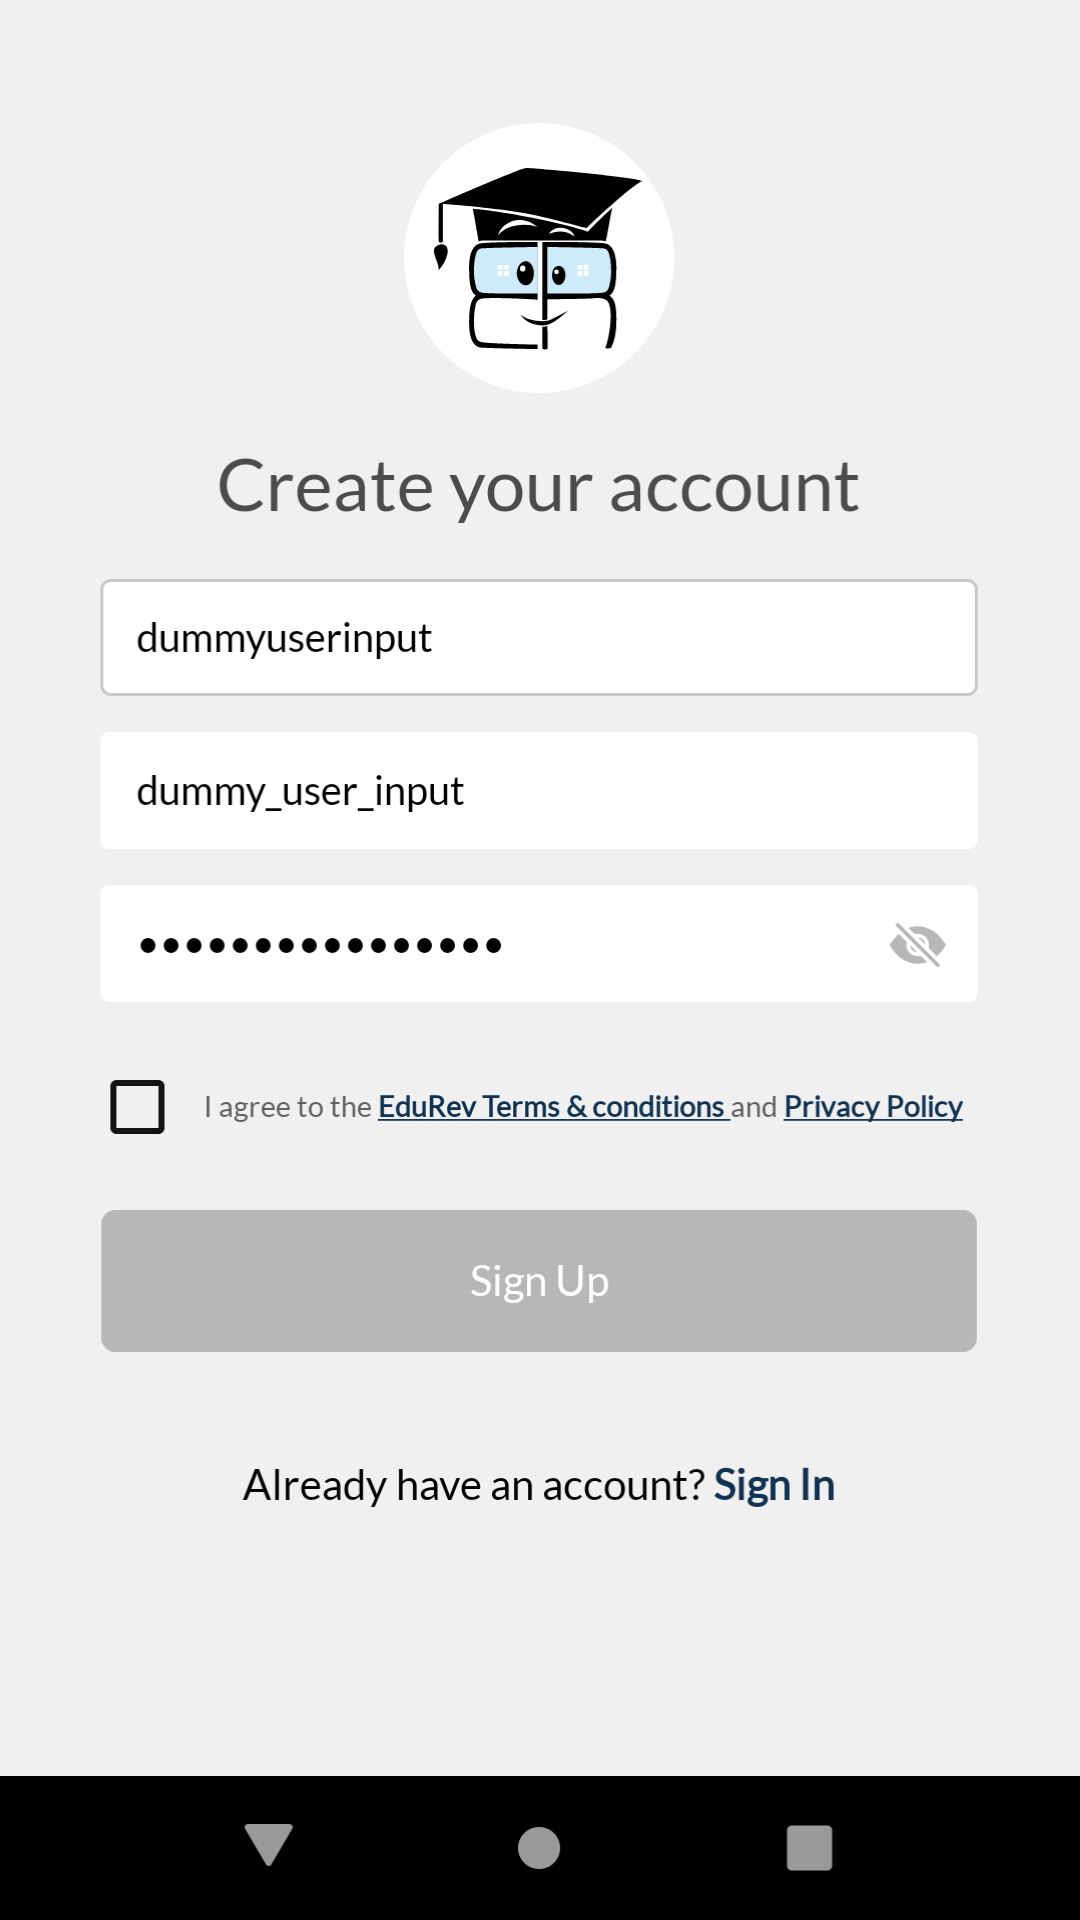 Create your account
dummyuserinput
dummy_user_input
••••••••••••••••
I agree to the EduRev Terms & conditions and Privacy Policy
Sign Up
Already have an account? Sign In